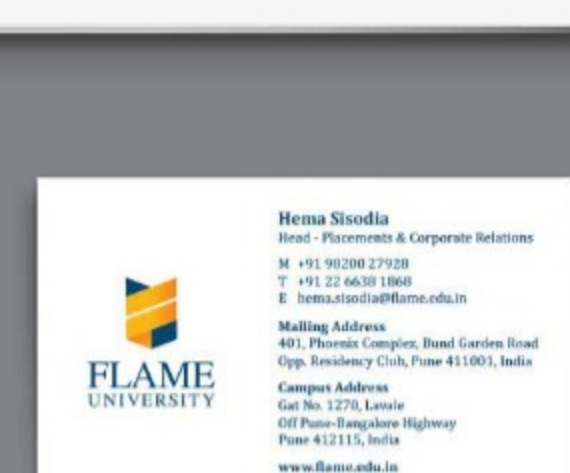 FLAME
UNIVERSITY
Hema Sisodia
Head - Placements & Corporate Relations
M +91 98200 27928
T +91 22 6638 1868
E hema.sisodia@flame.edu.in
Mailing Address
401, Phoenix Complex, Bund Garden Road
Opp. Residency Club, Pune 411001, India
Campus Address
Gat No. 1270, Lavale
Off Pune-Bangalore Highway
Pune 412115, India
www.flame.edu.in